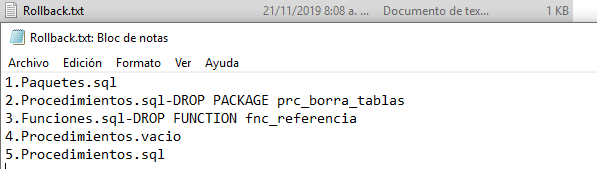 Rollback.txt 21/11/2019 8:08 a. ... Documento de tex... 1 KB
Rollback.txt: Bloc de notas
Archivo Edición Formato Ver Ayuda
1.Paquetes.sql
2.Procedimientos.sql-DROP PACKAGE prc_borra_tablas
3.Funciones.sql-DROP FUNCTION fnc_referencia
4.Procedimientos.vacio
5.Procedimientos.sql